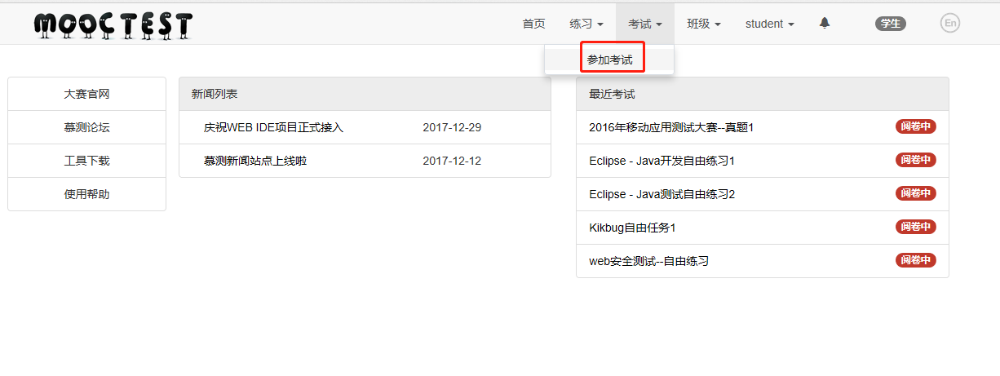 MOOCTEST 首页 练习 考试 班级 student 学生 En
参加考试
大赛官网
慕测论坛
工具下载
使用帮助
新闻列表
庆祝WEB IDE项目正式接入 2017-12-29
慕测新闻站点上线啦 2017-12-12
最近考试
2016年移动应用测试大赛--真题1 阅卷中
Eclipse - Java开发自由练习1 阅卷中
Eclipse - Java测试自由练习2 阅卷中
Kikbug自由任务1 阅卷中
web安全测试--自由练习 阅卷中